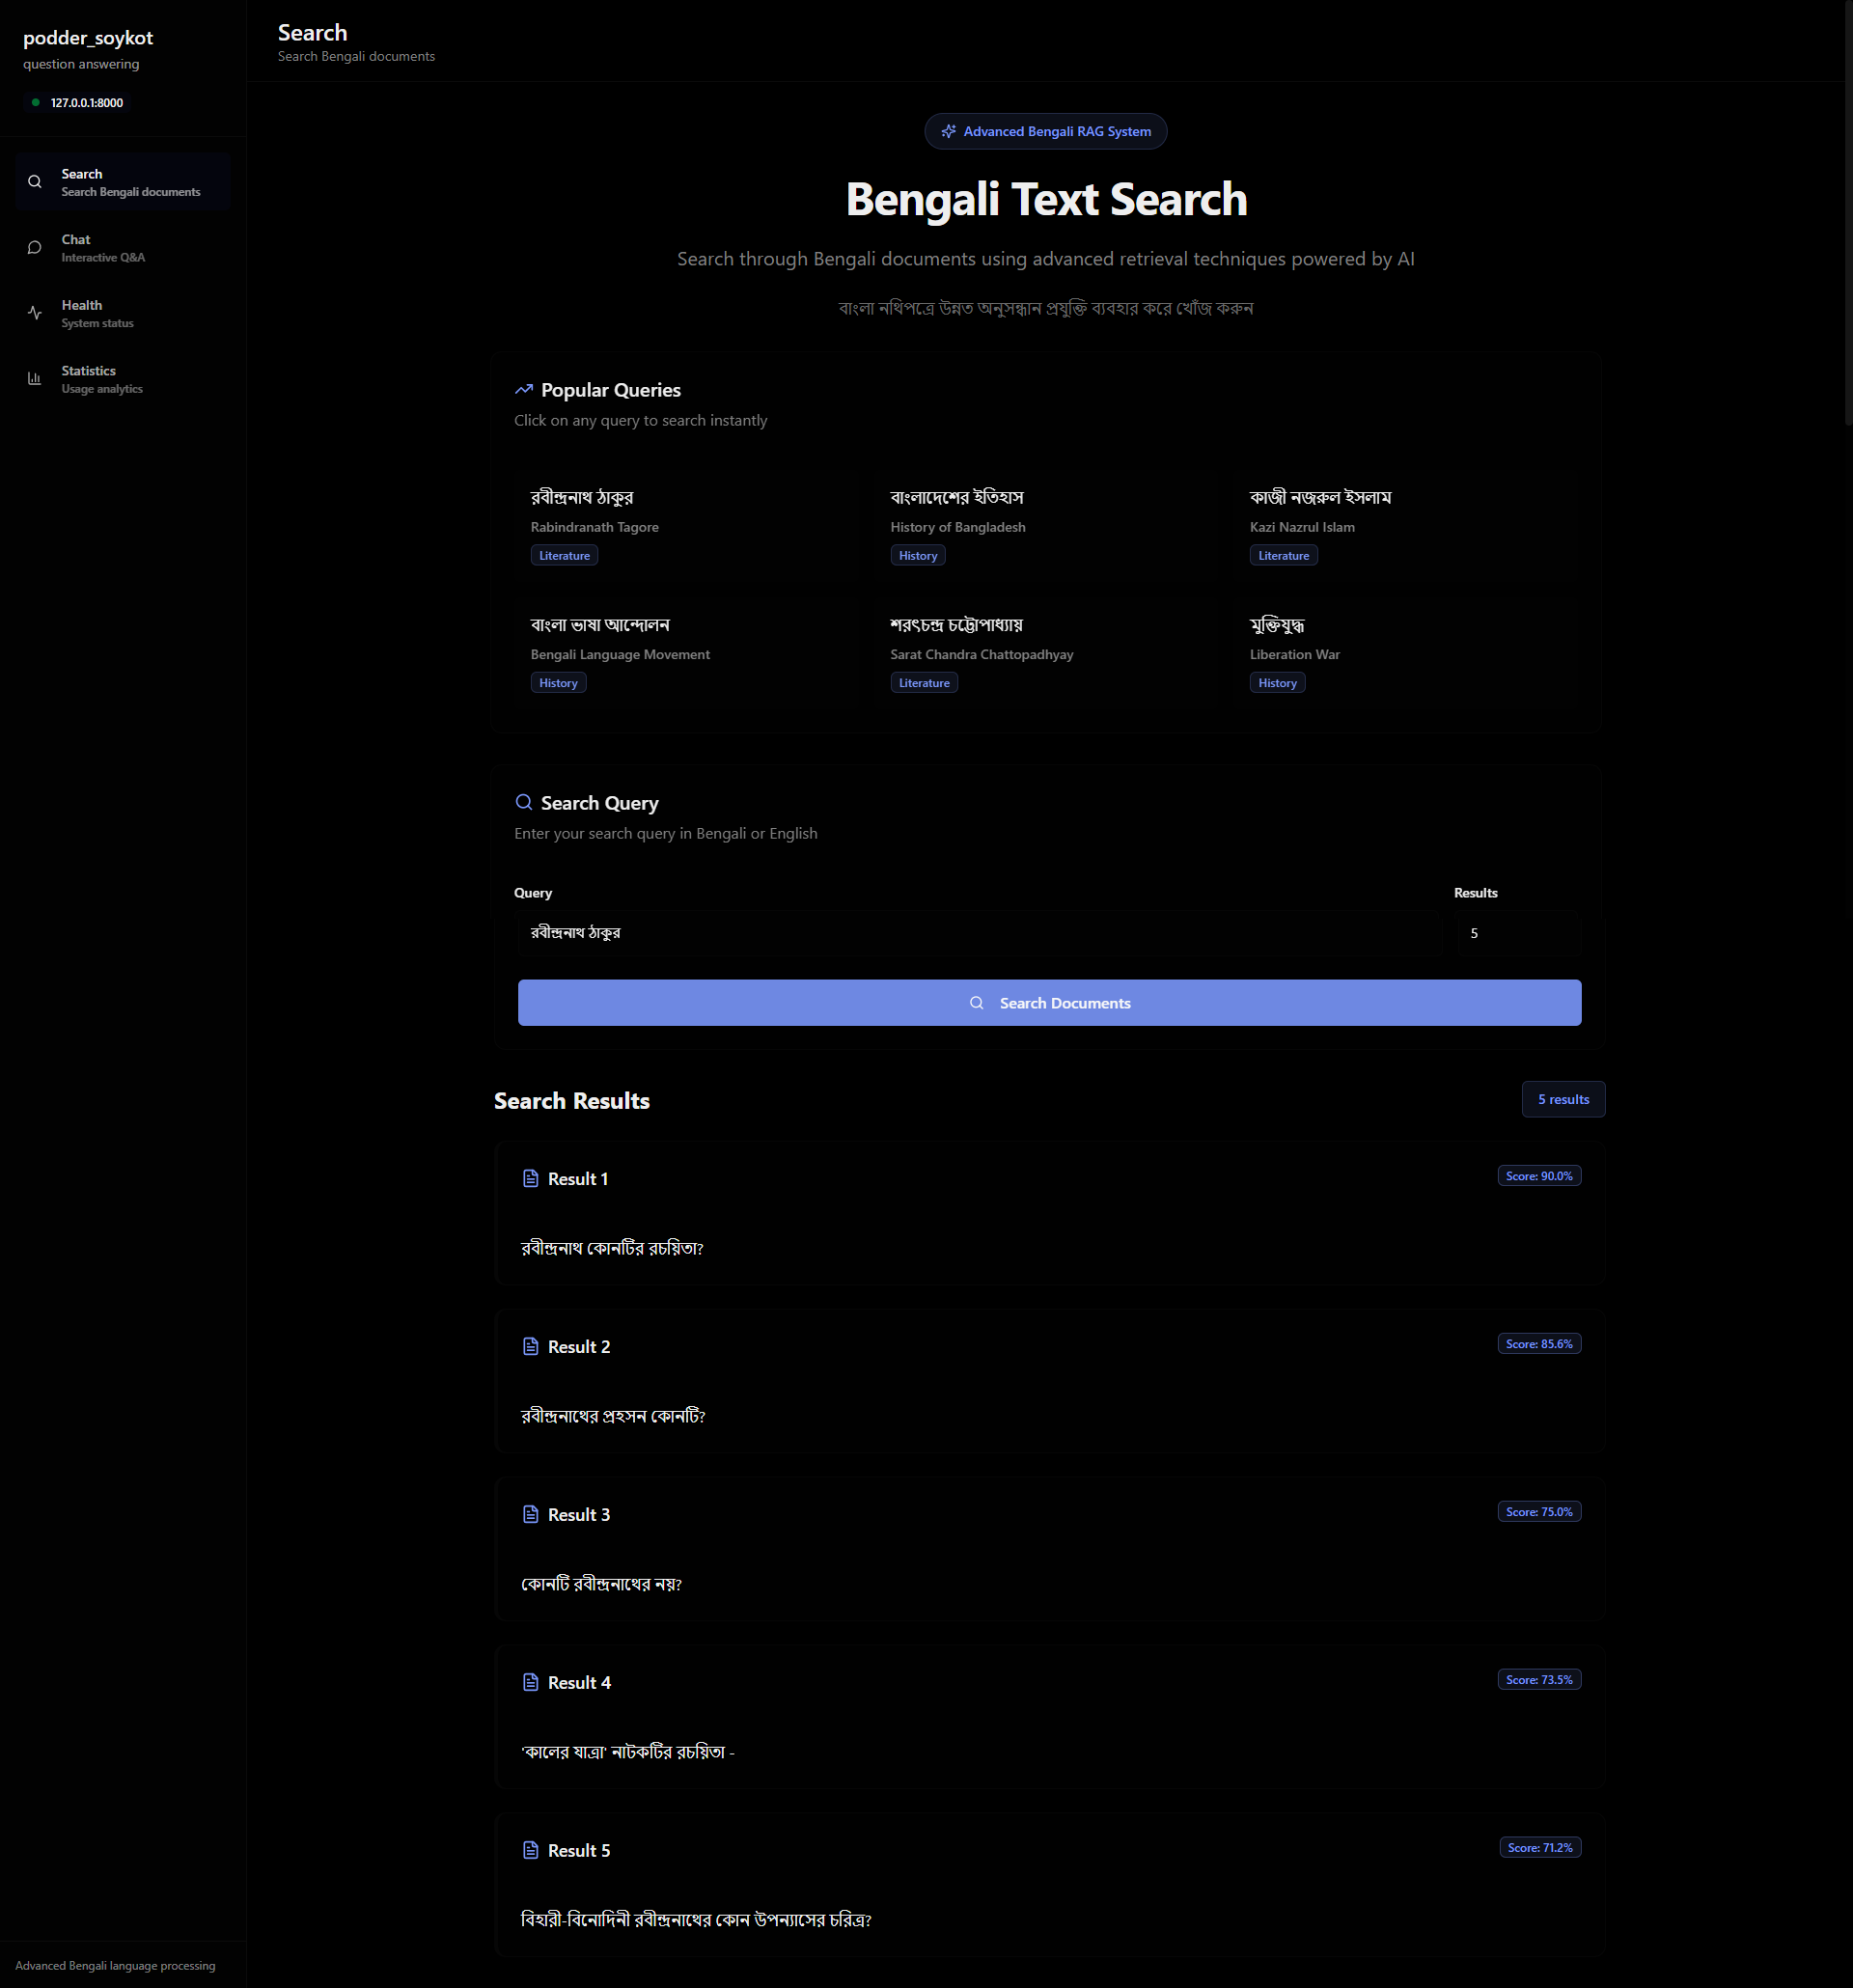 podder_soykot
question answering
127.0.0.1:8000
Search
Search Bengali documents
Chat
Interactive Q&A
Health
System status
Statistics
Usage analytics
Advanced Bengali language processing
Search
Search Bengali documents
Advanced Bengali RAG System
Bengali Text Search
Search through Bengali documents using advanced retrieval techniques powered by AI
বাংলা নথিপত্রে উন্নত অনুসন্ধান প্রযুক্তি ব্যবহার করে খোঁজ করুন
Popular Queries
Click on any query to search instantly
রবীন্দ্রনাথ ঠাকুর
Rabindranath Tagore
Literature
বাংলাদেশের ইতিহাস
History of Bangladesh
History
কাজী নজরুল ইসলাম
Kazi Nazrul Islam
Literature
বাংলা ভাষা আন্দোলন
Bengali Language Movement
History
শরৎচন্দ্র চট্টোপাধ্যায়
Sarat Chandra Chattopadhyay
Literature
মুক্তিযুদ্ধ
Liberation War
History
Search Query
Enter your search query in Bengali or English
Query
Results
রবীন্দ্রনাথ ঠাকুর
5
Search Documents
Search Results
5 results
Result 1
Score: 90.0%
রবীন্দ্রনাথ কোনটির রচয়িতা?
Result 2
Score: 85.6%
রবীন্দ্রনাথের প্রহসন কোনটি?
Result 3
Score: 75.0%
কোনটি রবীন্দ্রনাথের নয়?
Result 4
Score: 73.5%
'কালের যাত্রা' নাটকটির রচয়িতা -
Result 5
Score: 71.2%
বিহারী-বিনোদিনী রবীন্দ্রনাথের কোন উপন্যাসের চরিত্র?